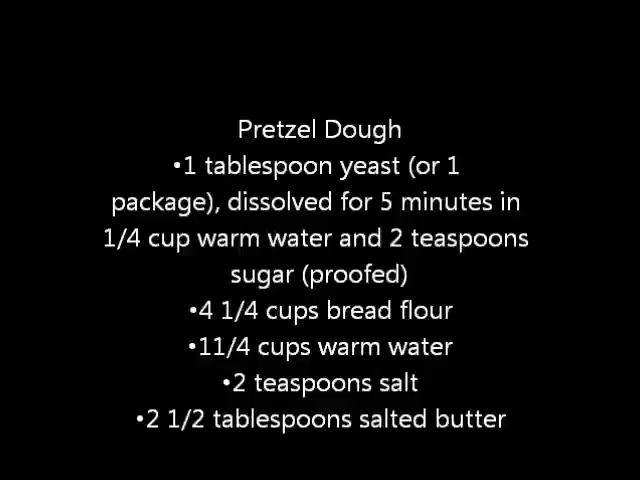 Pretzel Dough
•1 tablespoon yeast (or 1
package), dissolved for 5 minutes in
1/4 cup warm water and 2 teaspoons
sugar (proofed)
•4 1/4 cups bread flour
•11/4 cups warm water
•2 teaspoons salt
•2 1/2 tablespoons salted butter